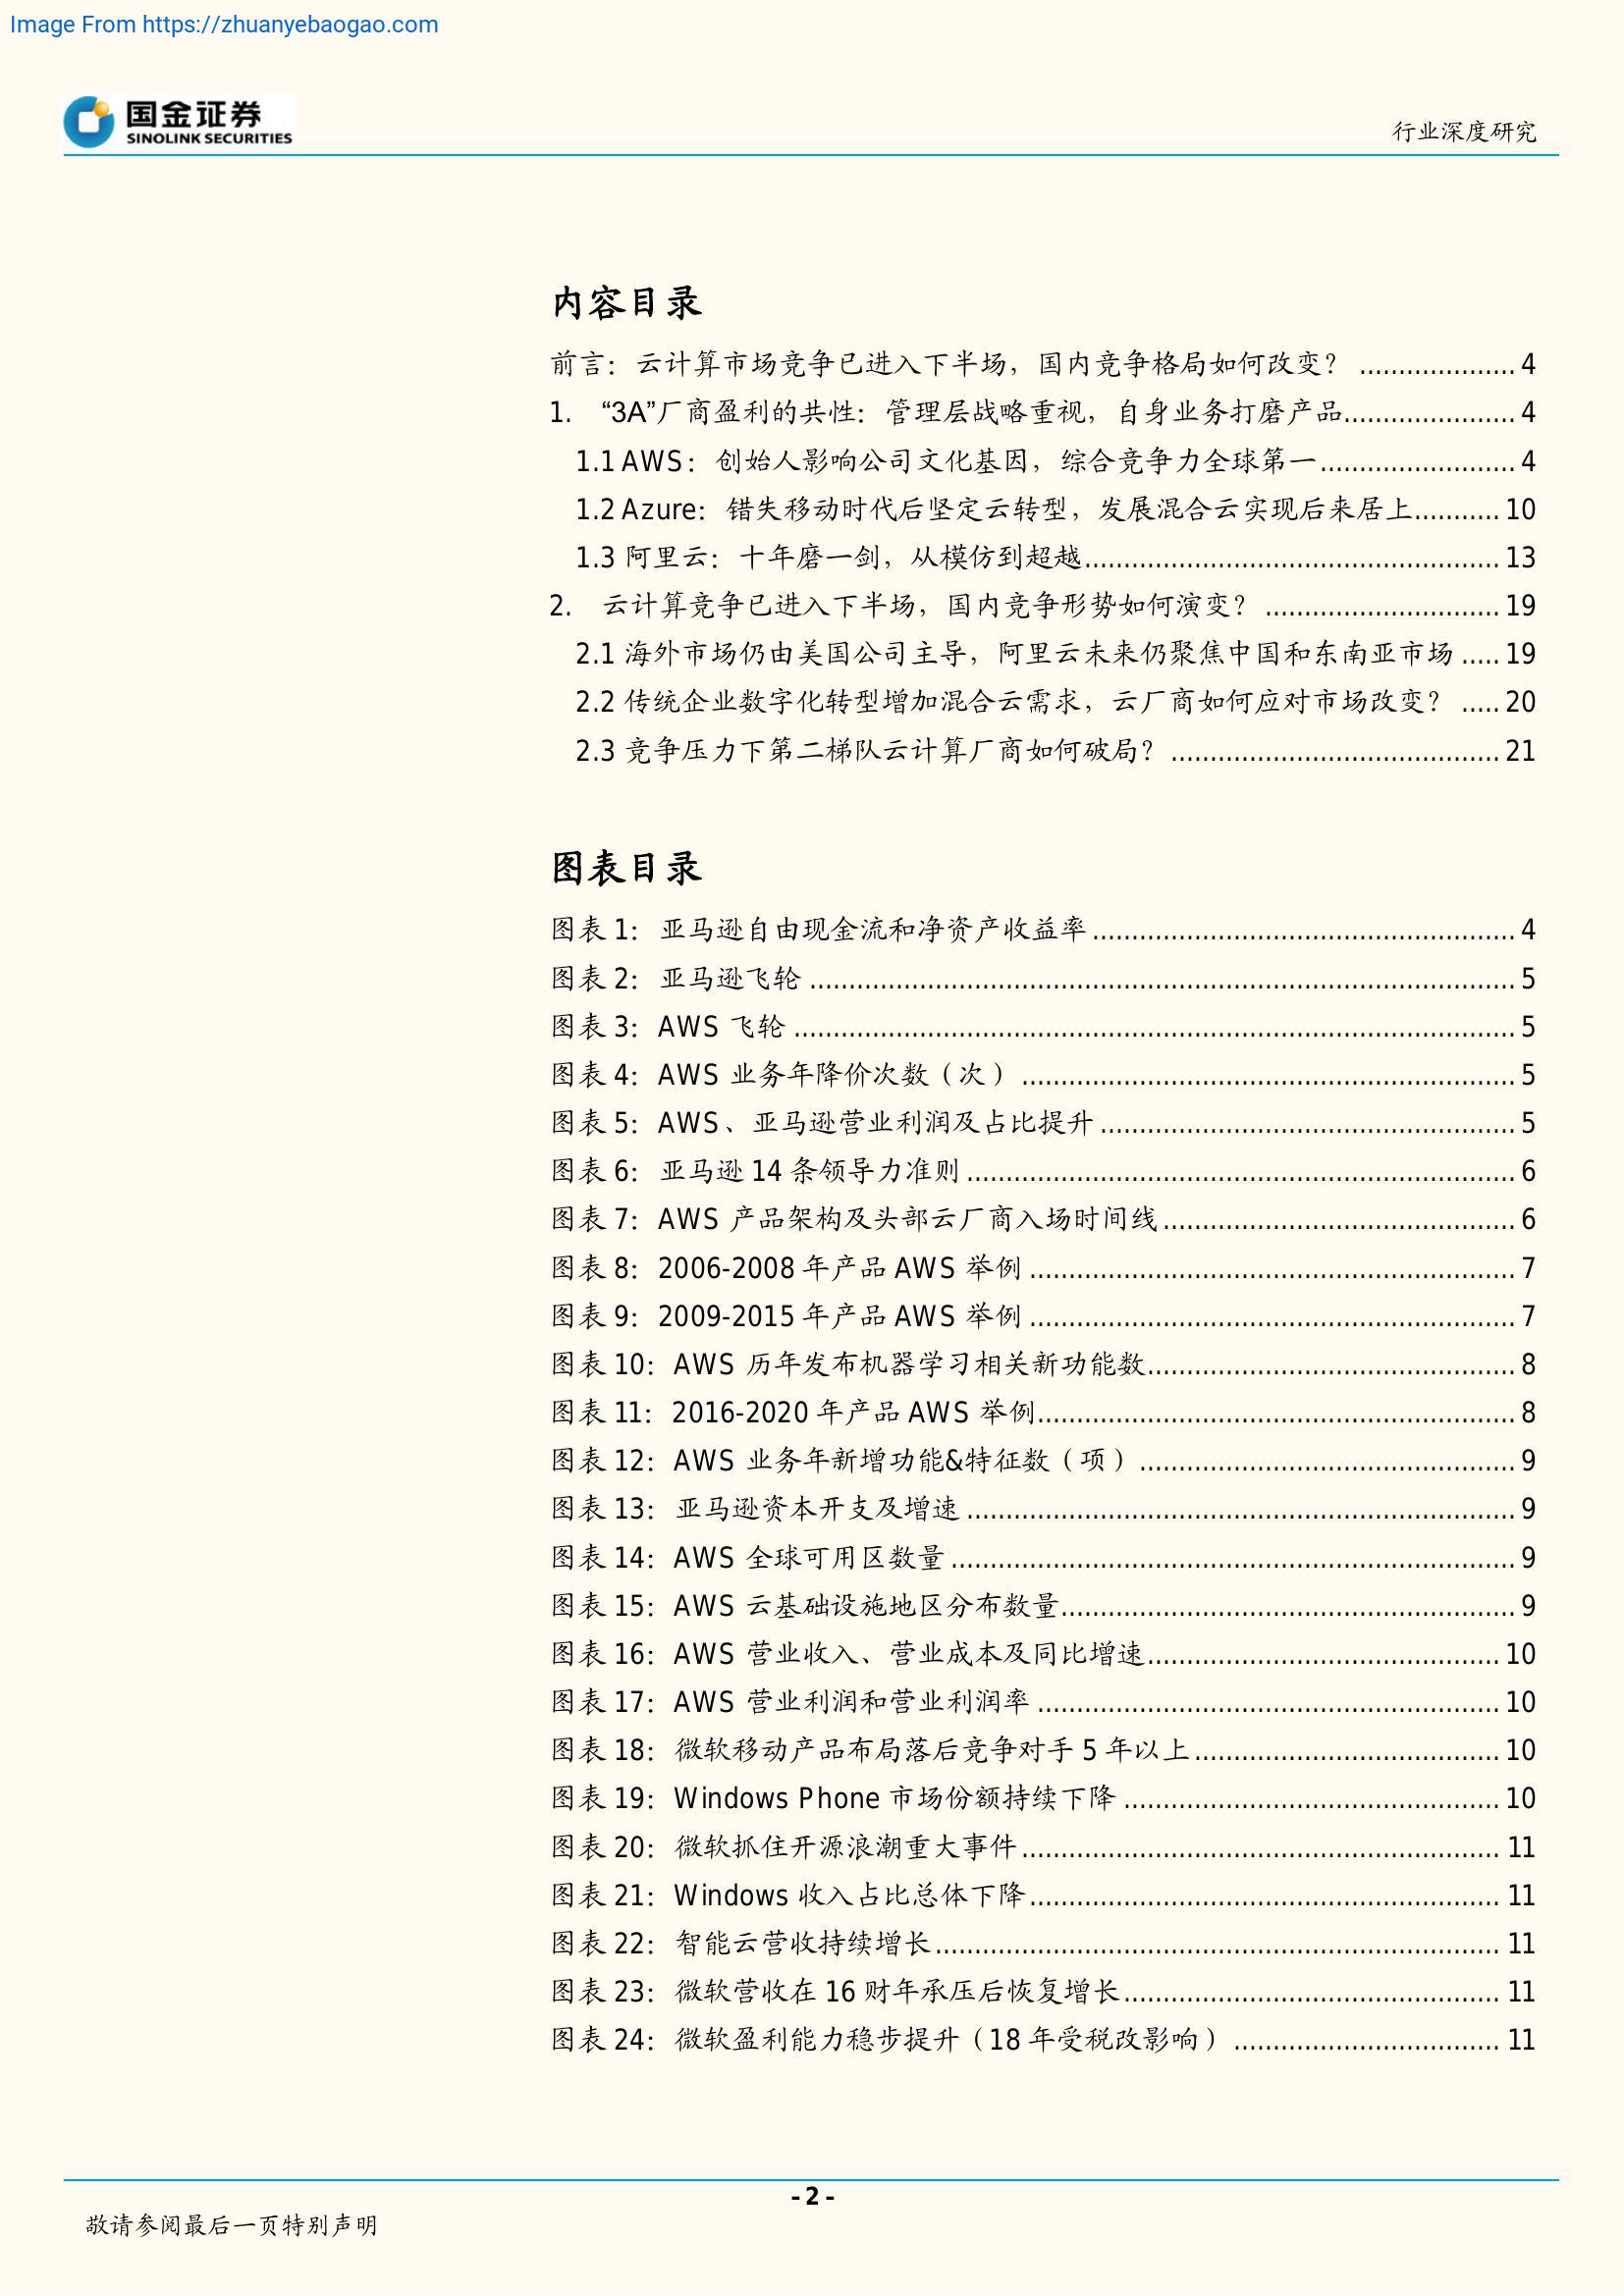 Image From https://zhuanyebaogao.com
国金证券
SINOLINK SECURITIES
行业深度研究
内容目录
前言：云计算市场竞争已进入下半场，国内竞争格局如何改变？ .................... 4
1. “3A”厂商盈利的共性：管理层战略重视，自身业务打磨产品...................... 4
1.1 AWS：创始人影响公司文化基因，综合竞争力全球第一......................... 4
1.2 Azure：错失移动时代后坚定云转型，发展混合云实现后来居上........... 10
1.3 阿里云：十年磨一剑，从模仿到超越..................................................... 13
2. 云计算竞争已进入下半场，国内竞争形势如何演变？ .............................. 19
2.1 海外市场仍由美国公司主导，阿里云未来仍聚焦中国和东南亚市场 ..... 19
2.2 传统企业数字化转型增加混合云需求，云厂商如何应对市场改变？ ..... 20
2.3 竞争压力下第二梯队云计算厂商如何破局？ .......................................... 21
图表目录
图表 1：亚马逊自由现金流和净资产收益率 ...................................................... 4
图表 2：亚马逊飞轮 .......................................................................................... 5
图表 3：AWS 飞轮 ............................................................................................ 5
图表 4：AWS 业务年降价次数（次） ............................................................... 5
图表 5：AWS、亚马逊营业利润及占比提升 ..................................................... 5
图表 6：亚马逊 14 条领导力准则 ...................................................................... 6
图表 7：AWS 产品架构及头部云厂商入场时间线 ............................................. 6
图表 8：2006-2008 年产品 AWS 举例 .............................................................. 7
图表 9：2009-2015 年产品 AWS 举例 .............................................................. 7
图表 10：AWS 历年发布机器学习相关新功能数............................................... 8
图表 11：2016-2020 年产品 AWS 举例............................................................. 8
图表 12：AWS 业务年新增功能&特征数（项） ................................................ 9
图表 13：亚马逊资本开支及增速 ...................................................................... 9
图表 14：AWS 全球可用区数量 ........................................................................ 9
图表 15：AWS 云基础设施地区分布数量.......................................................... 9
图表 16：AWS 营业收入、营业成本及同比增速............................................. 10
图表 17：AWS 营业利润和营业利润率 ........................................................... 10
图表 18：微软移动产品布局落后竞争对手 5 年以上 ....................................... 10
图表 19：Windows Phone 市场份额持续下降 ................................................ 10
图表 20：微软抓住开源浪潮重大事件 ............................................................. 11
图表 21：Windows 收入占比总体下降............................................................ 11
图表 22：智能云营收持续增长........................................................................ 11
图表 23：微软营收在 16 财年承压后恢复增长................................................ 11
图表 24：微软盈利能力稳步提升（18 年受税改影响） .................................. 11
- 2 -
敬请参阅最后一页特别声明